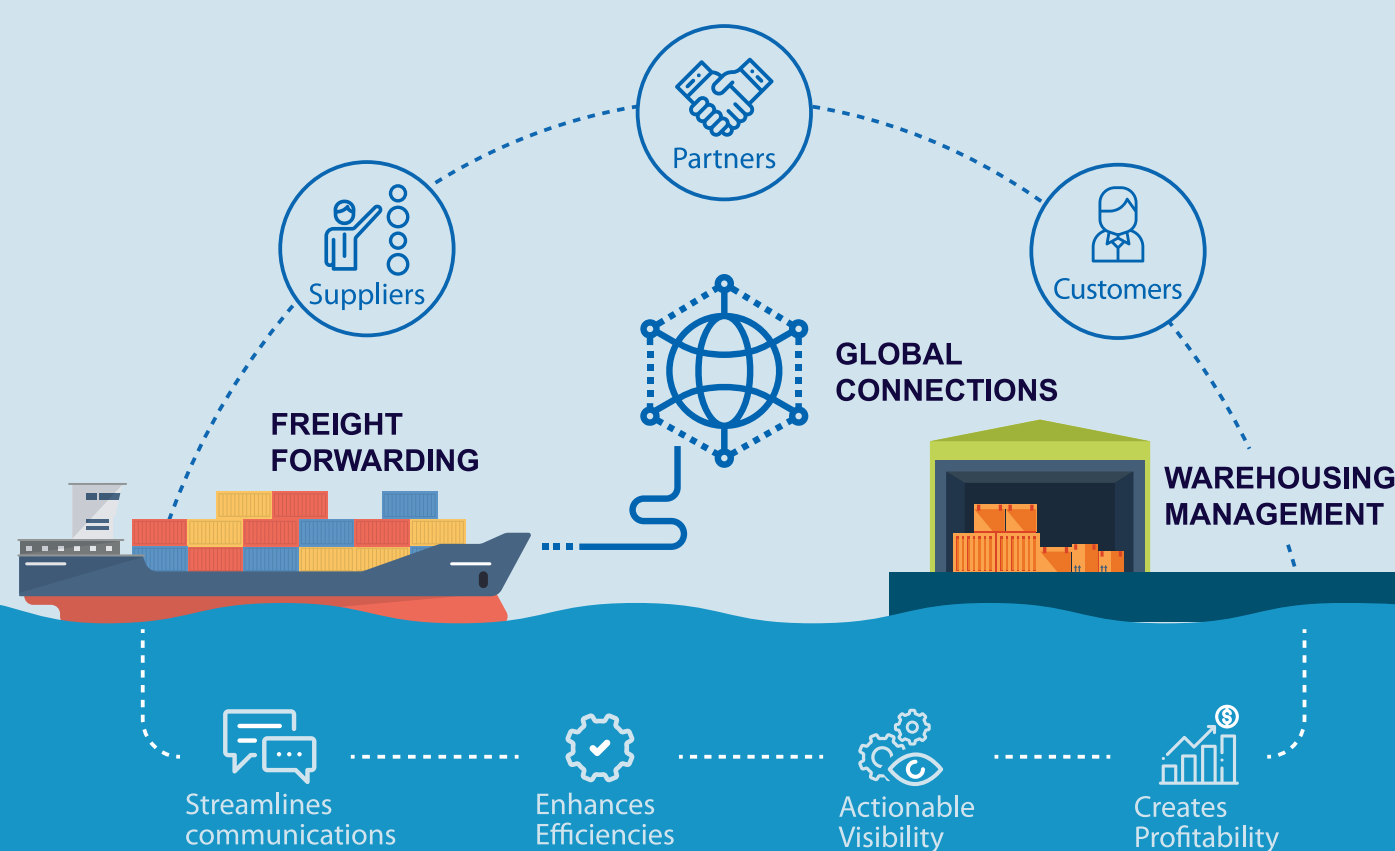 Partners
Suppliers
Customers
GLOBAL
CONNECTIONS
FREIGHT
FORWARDING
WAREHOUSING
MANAGEMENT
Streamlines
communications
Enhances
Efficiencies
Actionable
Visibility
$
Creates
Profitability